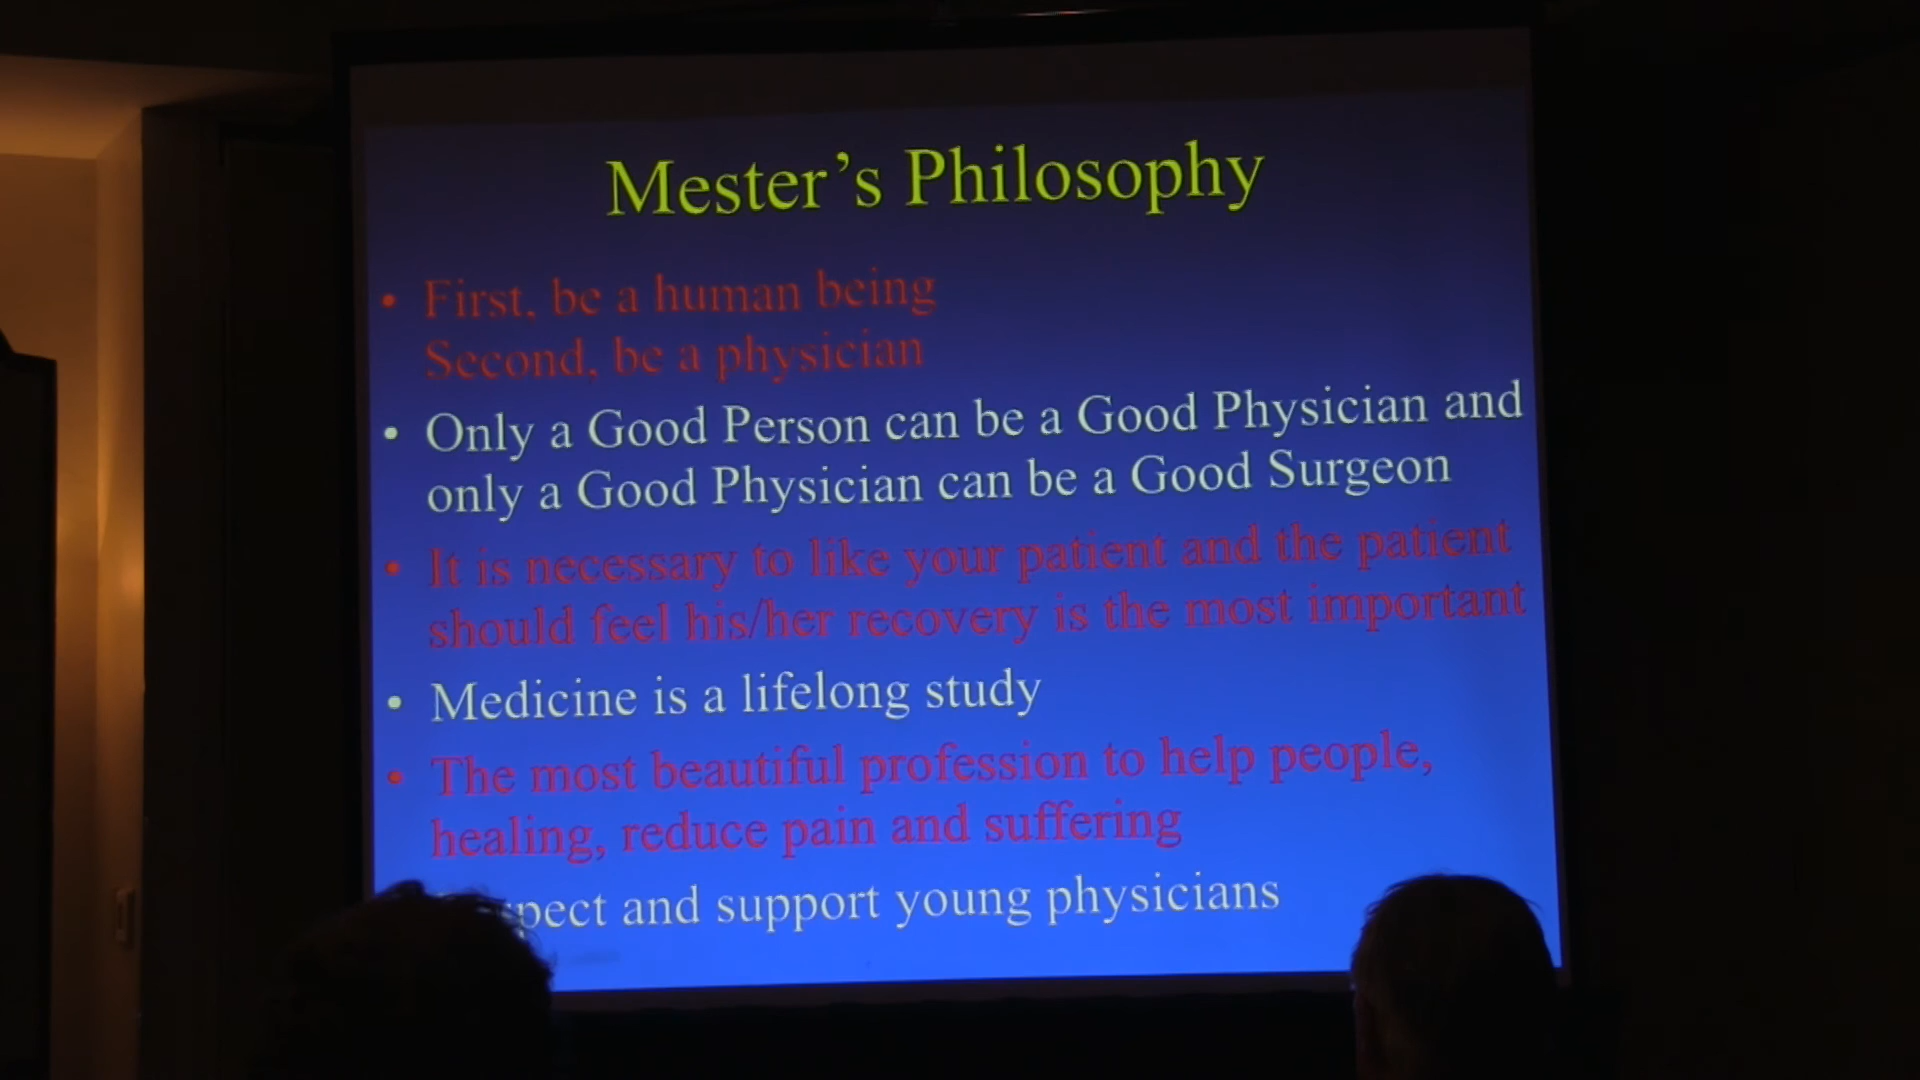 Mester's Philosophy
• First, be a human being
Second, be a physician
• Only a Good Person can be a Good Physician and
only a Good Physician can be a Good Surgeon
• It is necessary to like your patient and the patient
should feel his/her recovery is the most important
• Medicine is a lifelong study
• The most beautiful profession to help people,
healing, reduce pain and suffering
and support young physicians